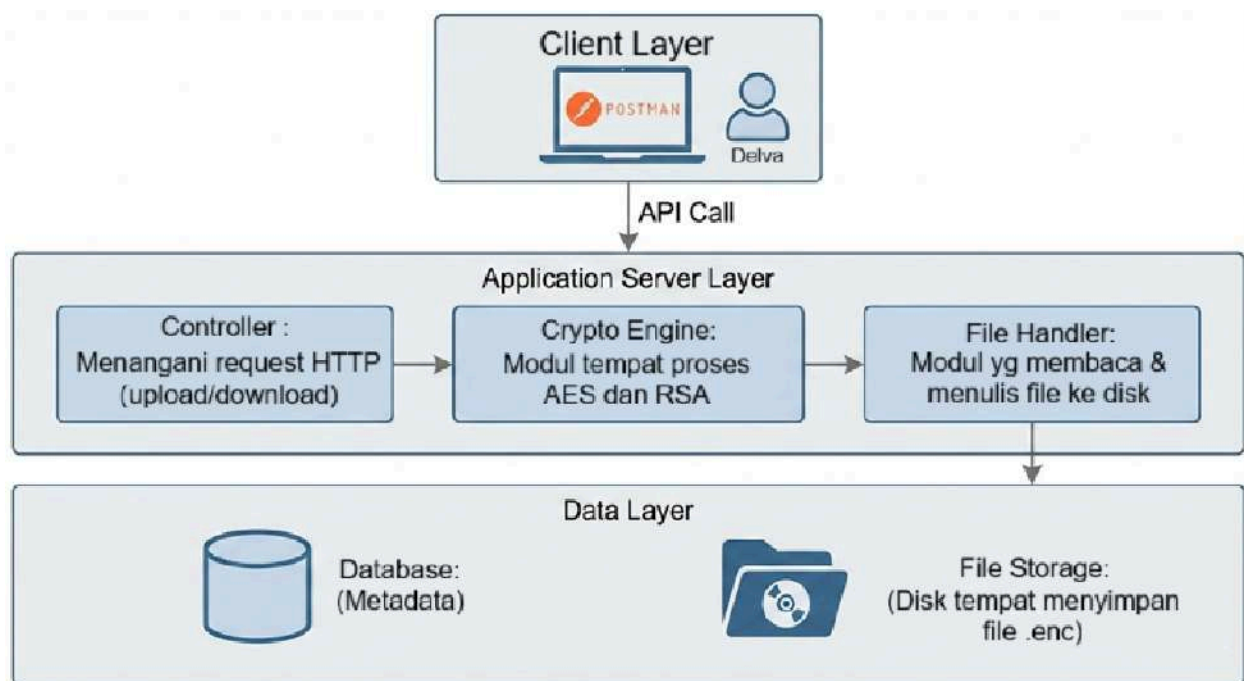 Client Layer
POSTMAN
Delva
API Call
Application Server Layer
Controller :
Menangani request HTTP
(upload/download)
Crypto Engine:
Modul tempat proses
AES dan RSA
File Handler:
Modul yg membaca &
menulis file ke disk
Data Layer
Database:
(Metadata)
File Storage:
(Disk tempat menyimpan
file .enc)